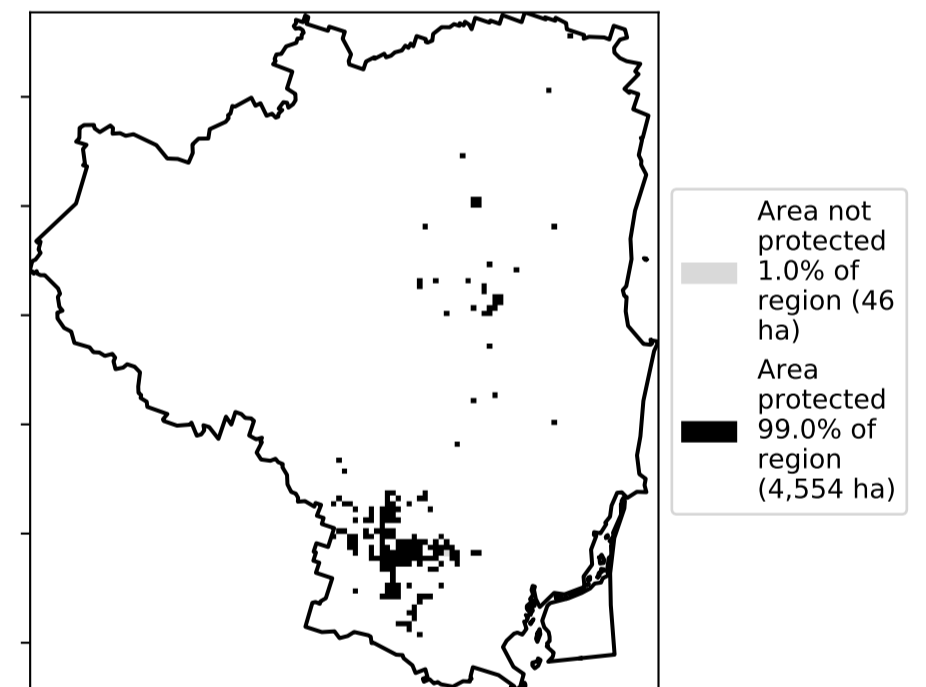 Area not
protected
1.0% of
region (46
ha)
Area
protected
99.0% of
region
(4,554 ha)